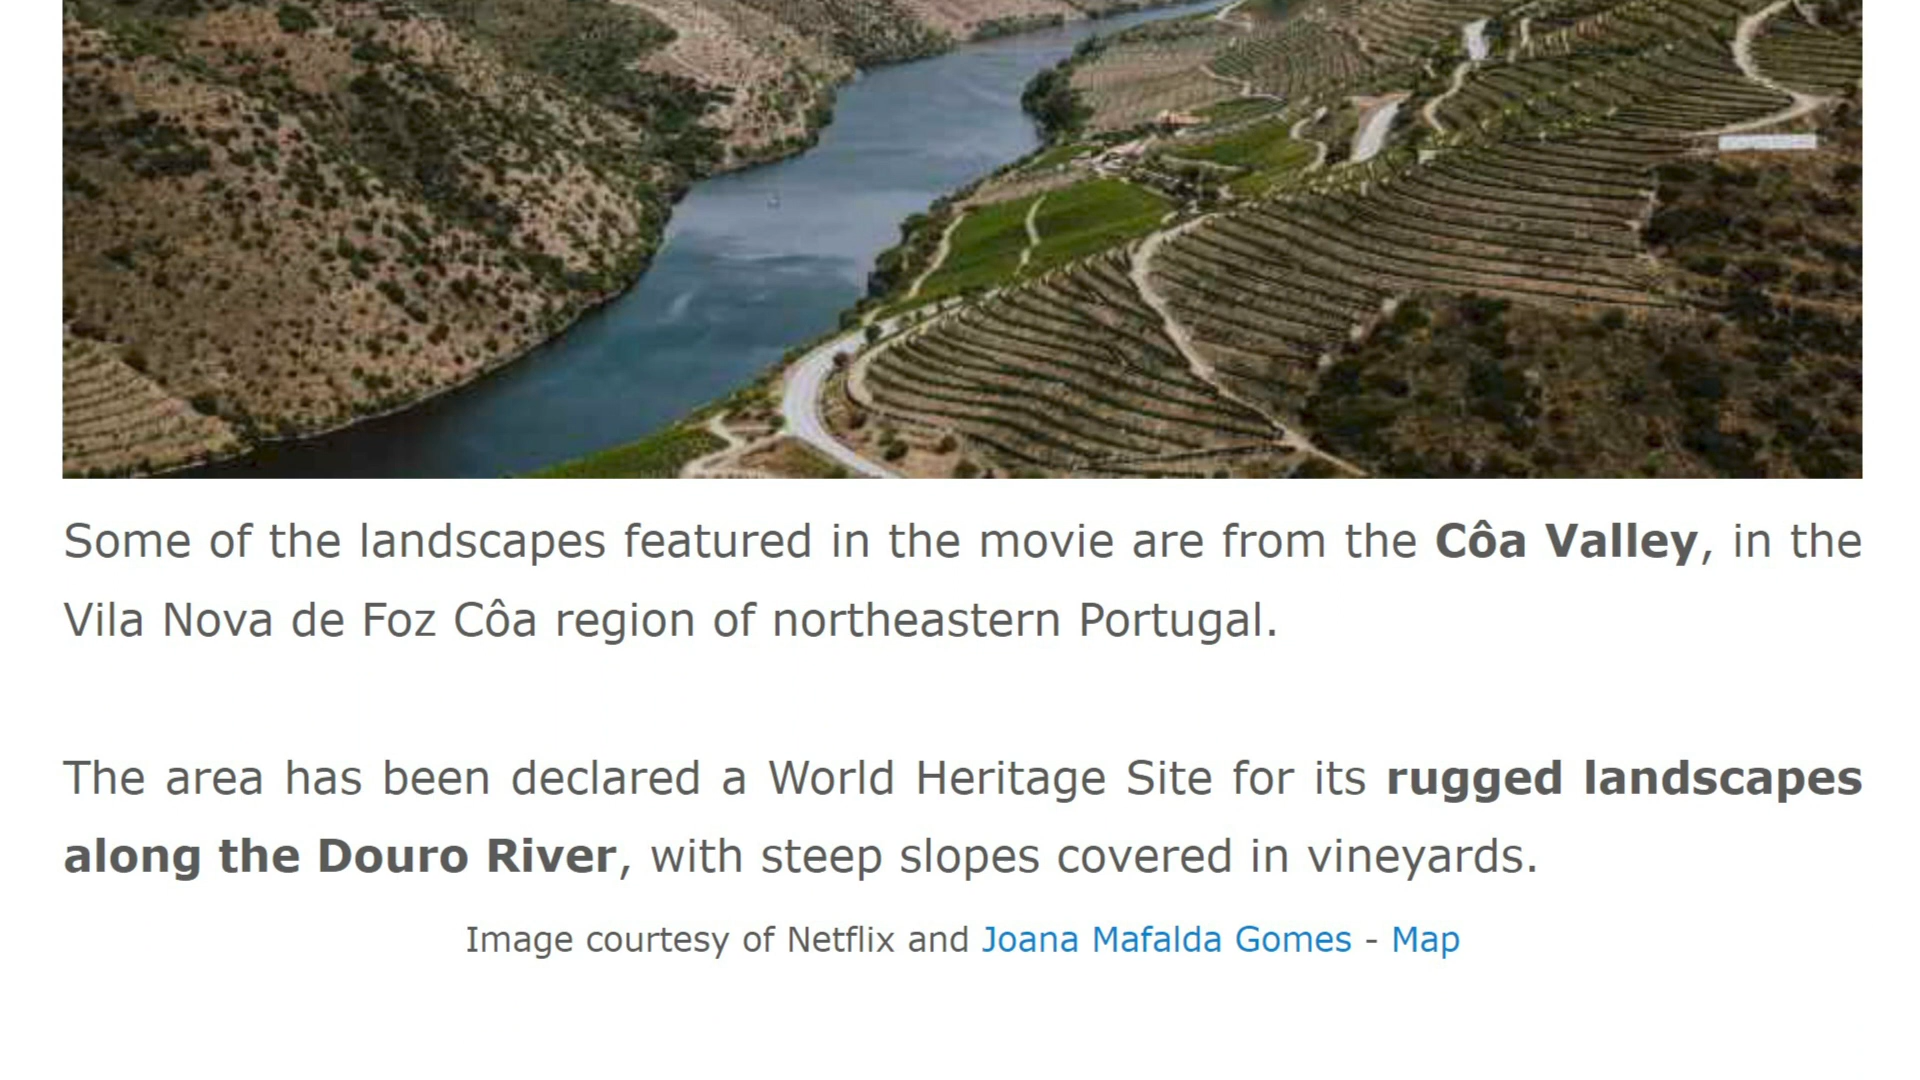 Some of the landscapes featured in the movie are from the Côa Valley, in the
Vila Nova de Foz Côa region of northeastern Portugal.
The area has been declared a World Heritage Site for its rugged landscapes
along the Douro River, with steep slopes covered in vineyards.
Image courtesy of Netflix and Joana Mafalda Gomes - Map